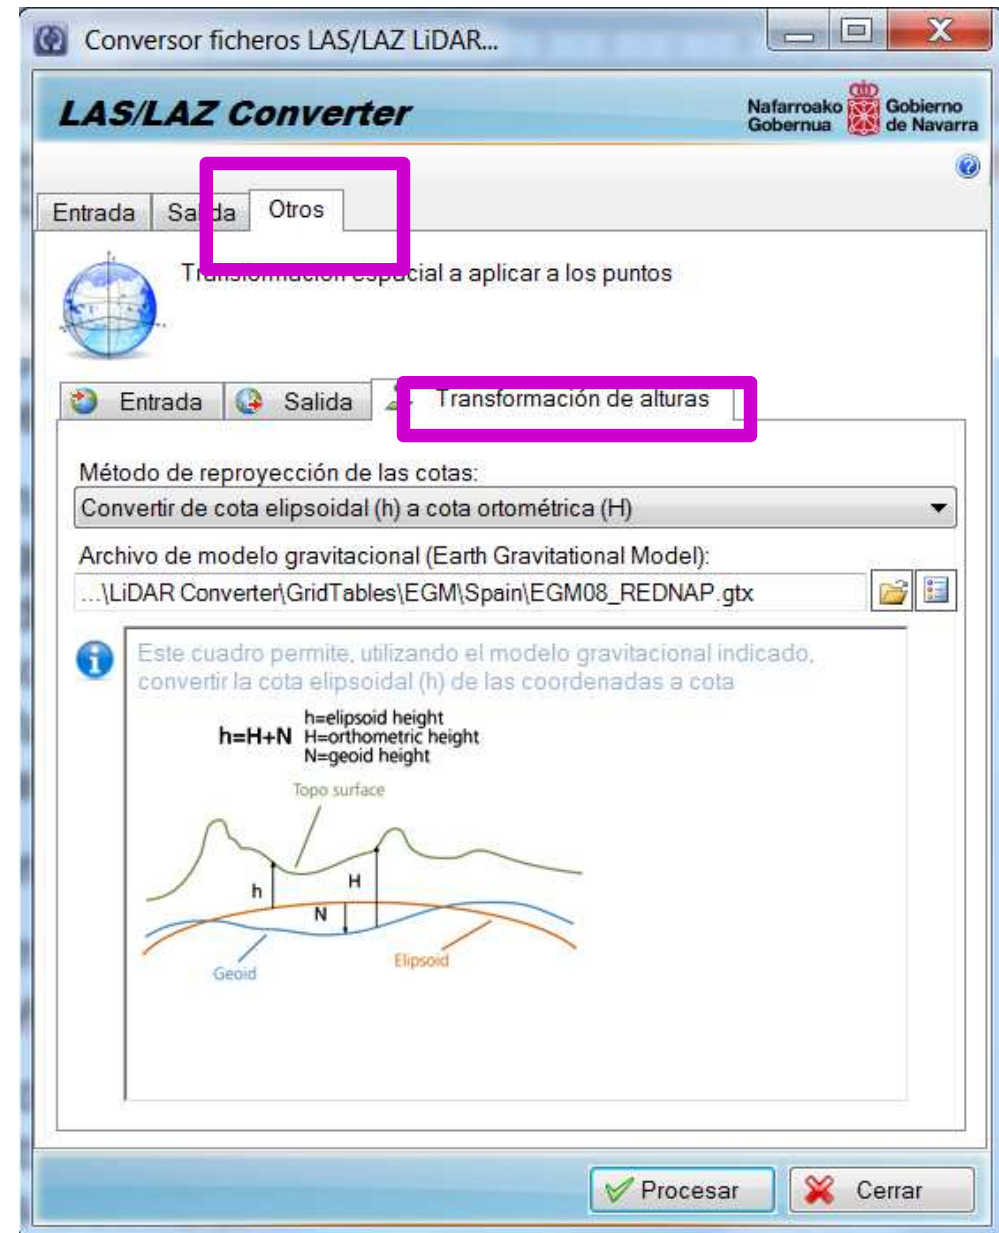 Conversor ficheros LAS/LAZ LiDAR...
LAS/LAZ Converter
Nafarroako Gobernua
Gobierno de Navarra
Entrada Salida Otros
Transformación espacial a aplicar a los puntos
Entrada Salida Transformación de alturas
Método de reproyección de las cotas:
Convertir de cota elipsoidal (h) a cota ortométrica (H)
Archivo de modelo gravitacional (Earth Gravitational Model):
...\LiDAR Converter\GridTables\EGM\Spain\EGM08_REDNAP.gtx
Este cuadro permite, utilizando el modelo gravitacional indicado,
convertir la cota elipsoidal (h) de las coordenadas a cota
h=H+N
h=elipsoid height
H=orthometric height
N=geoid height
Topo surface
h
H
N
Geoid
Elipsoid
Procesar Cerrar